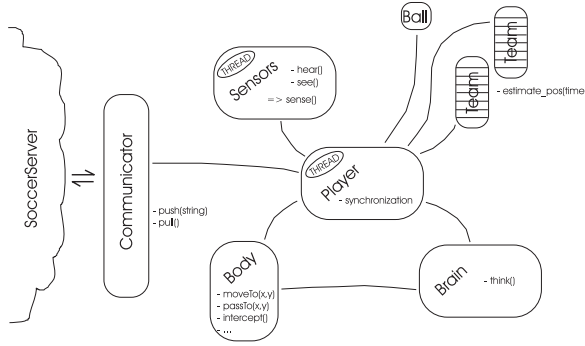 SoccerServer
Communicator
- push(string)
- pull()
THREAD
Sensors
- hear()
- see()
=> sense()
Ball
Team
Team
- estimate_pos(time
THREAD
Player
- synchronization
Body
- moveTo(x,y)
- passTo(x,y)
- intercept()
- ...
Brain
- think()